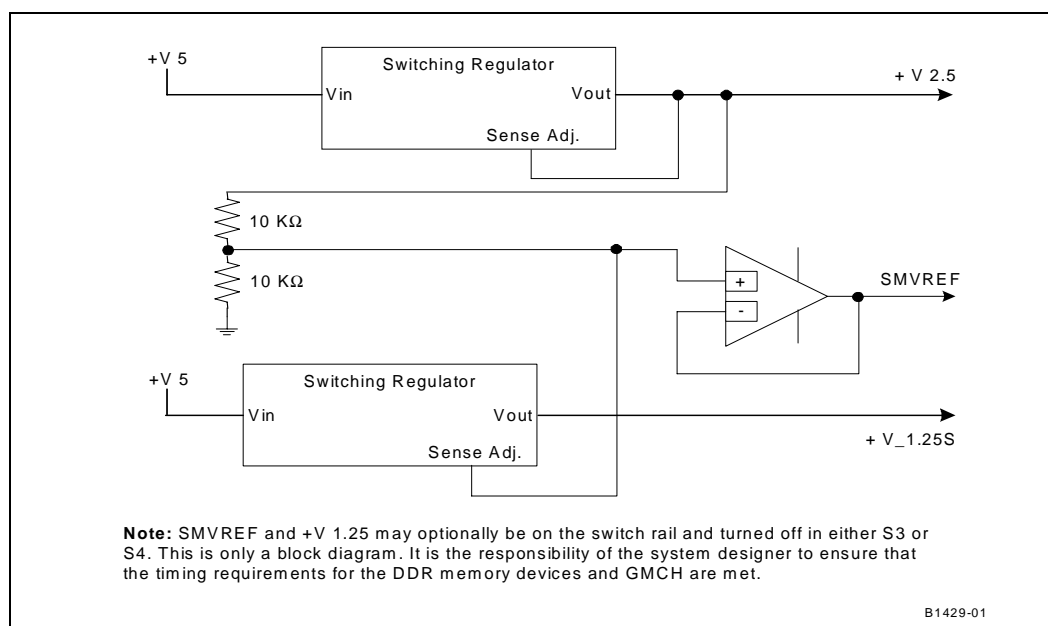 +V 5
Switching Regulator
+ V 2.5
Vin
Vout
Sense Adj.
10 KΩ
10 KΩ
+
-
SMVREF
+V 5
Switching Regulator
Vin
Vout
+ V_1.25S
Sense Adj.
Note: SMVREF and +V 1.25 may optionally be on the switch rail and turned off in either S3 or
S4. This is only a block diagram. It is the responsibility of the system designer to ensure that
the timing requirements for the DDR memory devices and GMCH are met.
B1429-01